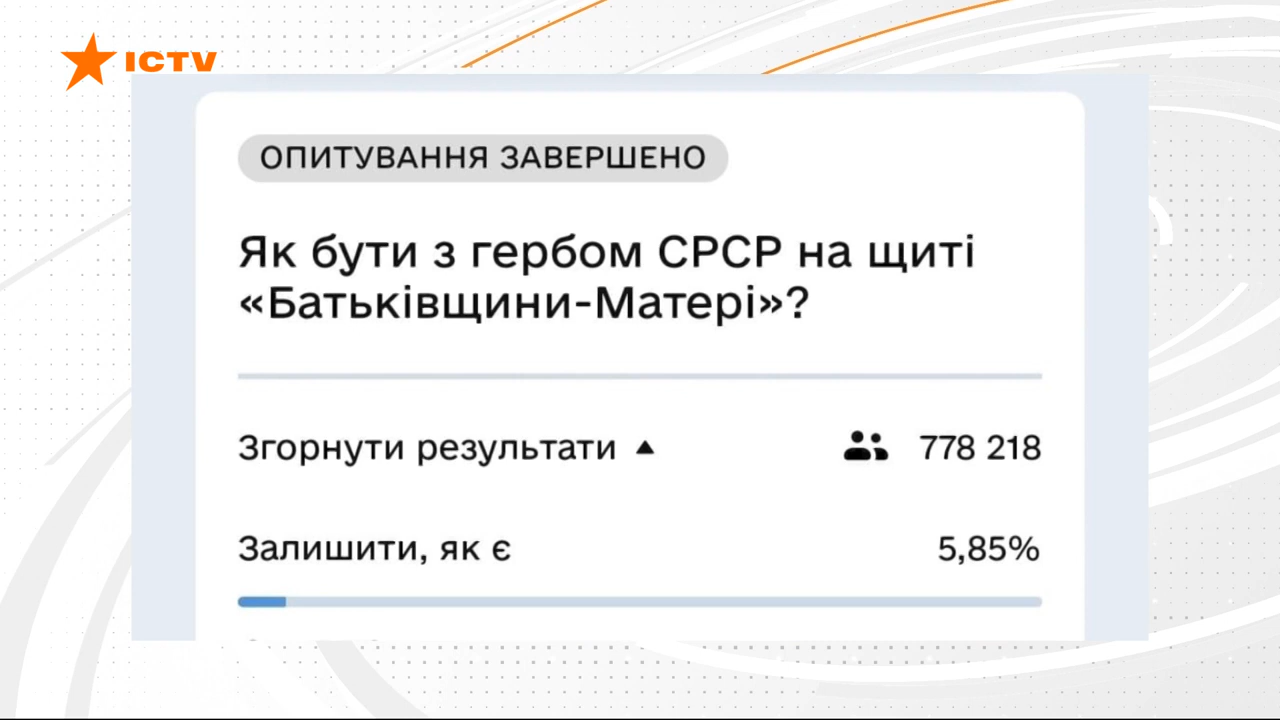 ICTV
ОПИТУВАННЯ ЗАВЕРШЕНО
Як бути з гербом СРСР на щиті
«Батьківщини-Матері»?
Згорнути результати ▲ 778 218
Залишити, як є 5,85%